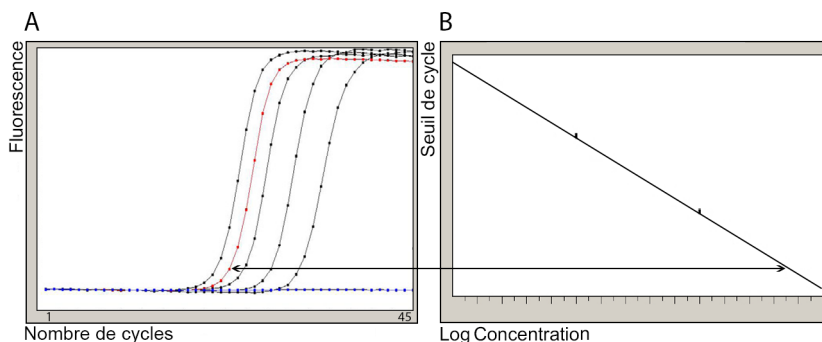 A
Fluorescence
1
45
Nombre de cycles
B
Seuil de cycle
Log Concentration